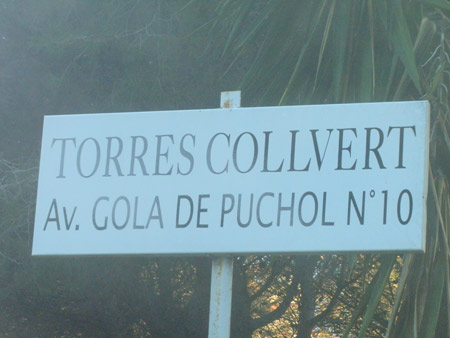 TORRES COLLVERT
Av. GOLA DE PUCHOL N°10